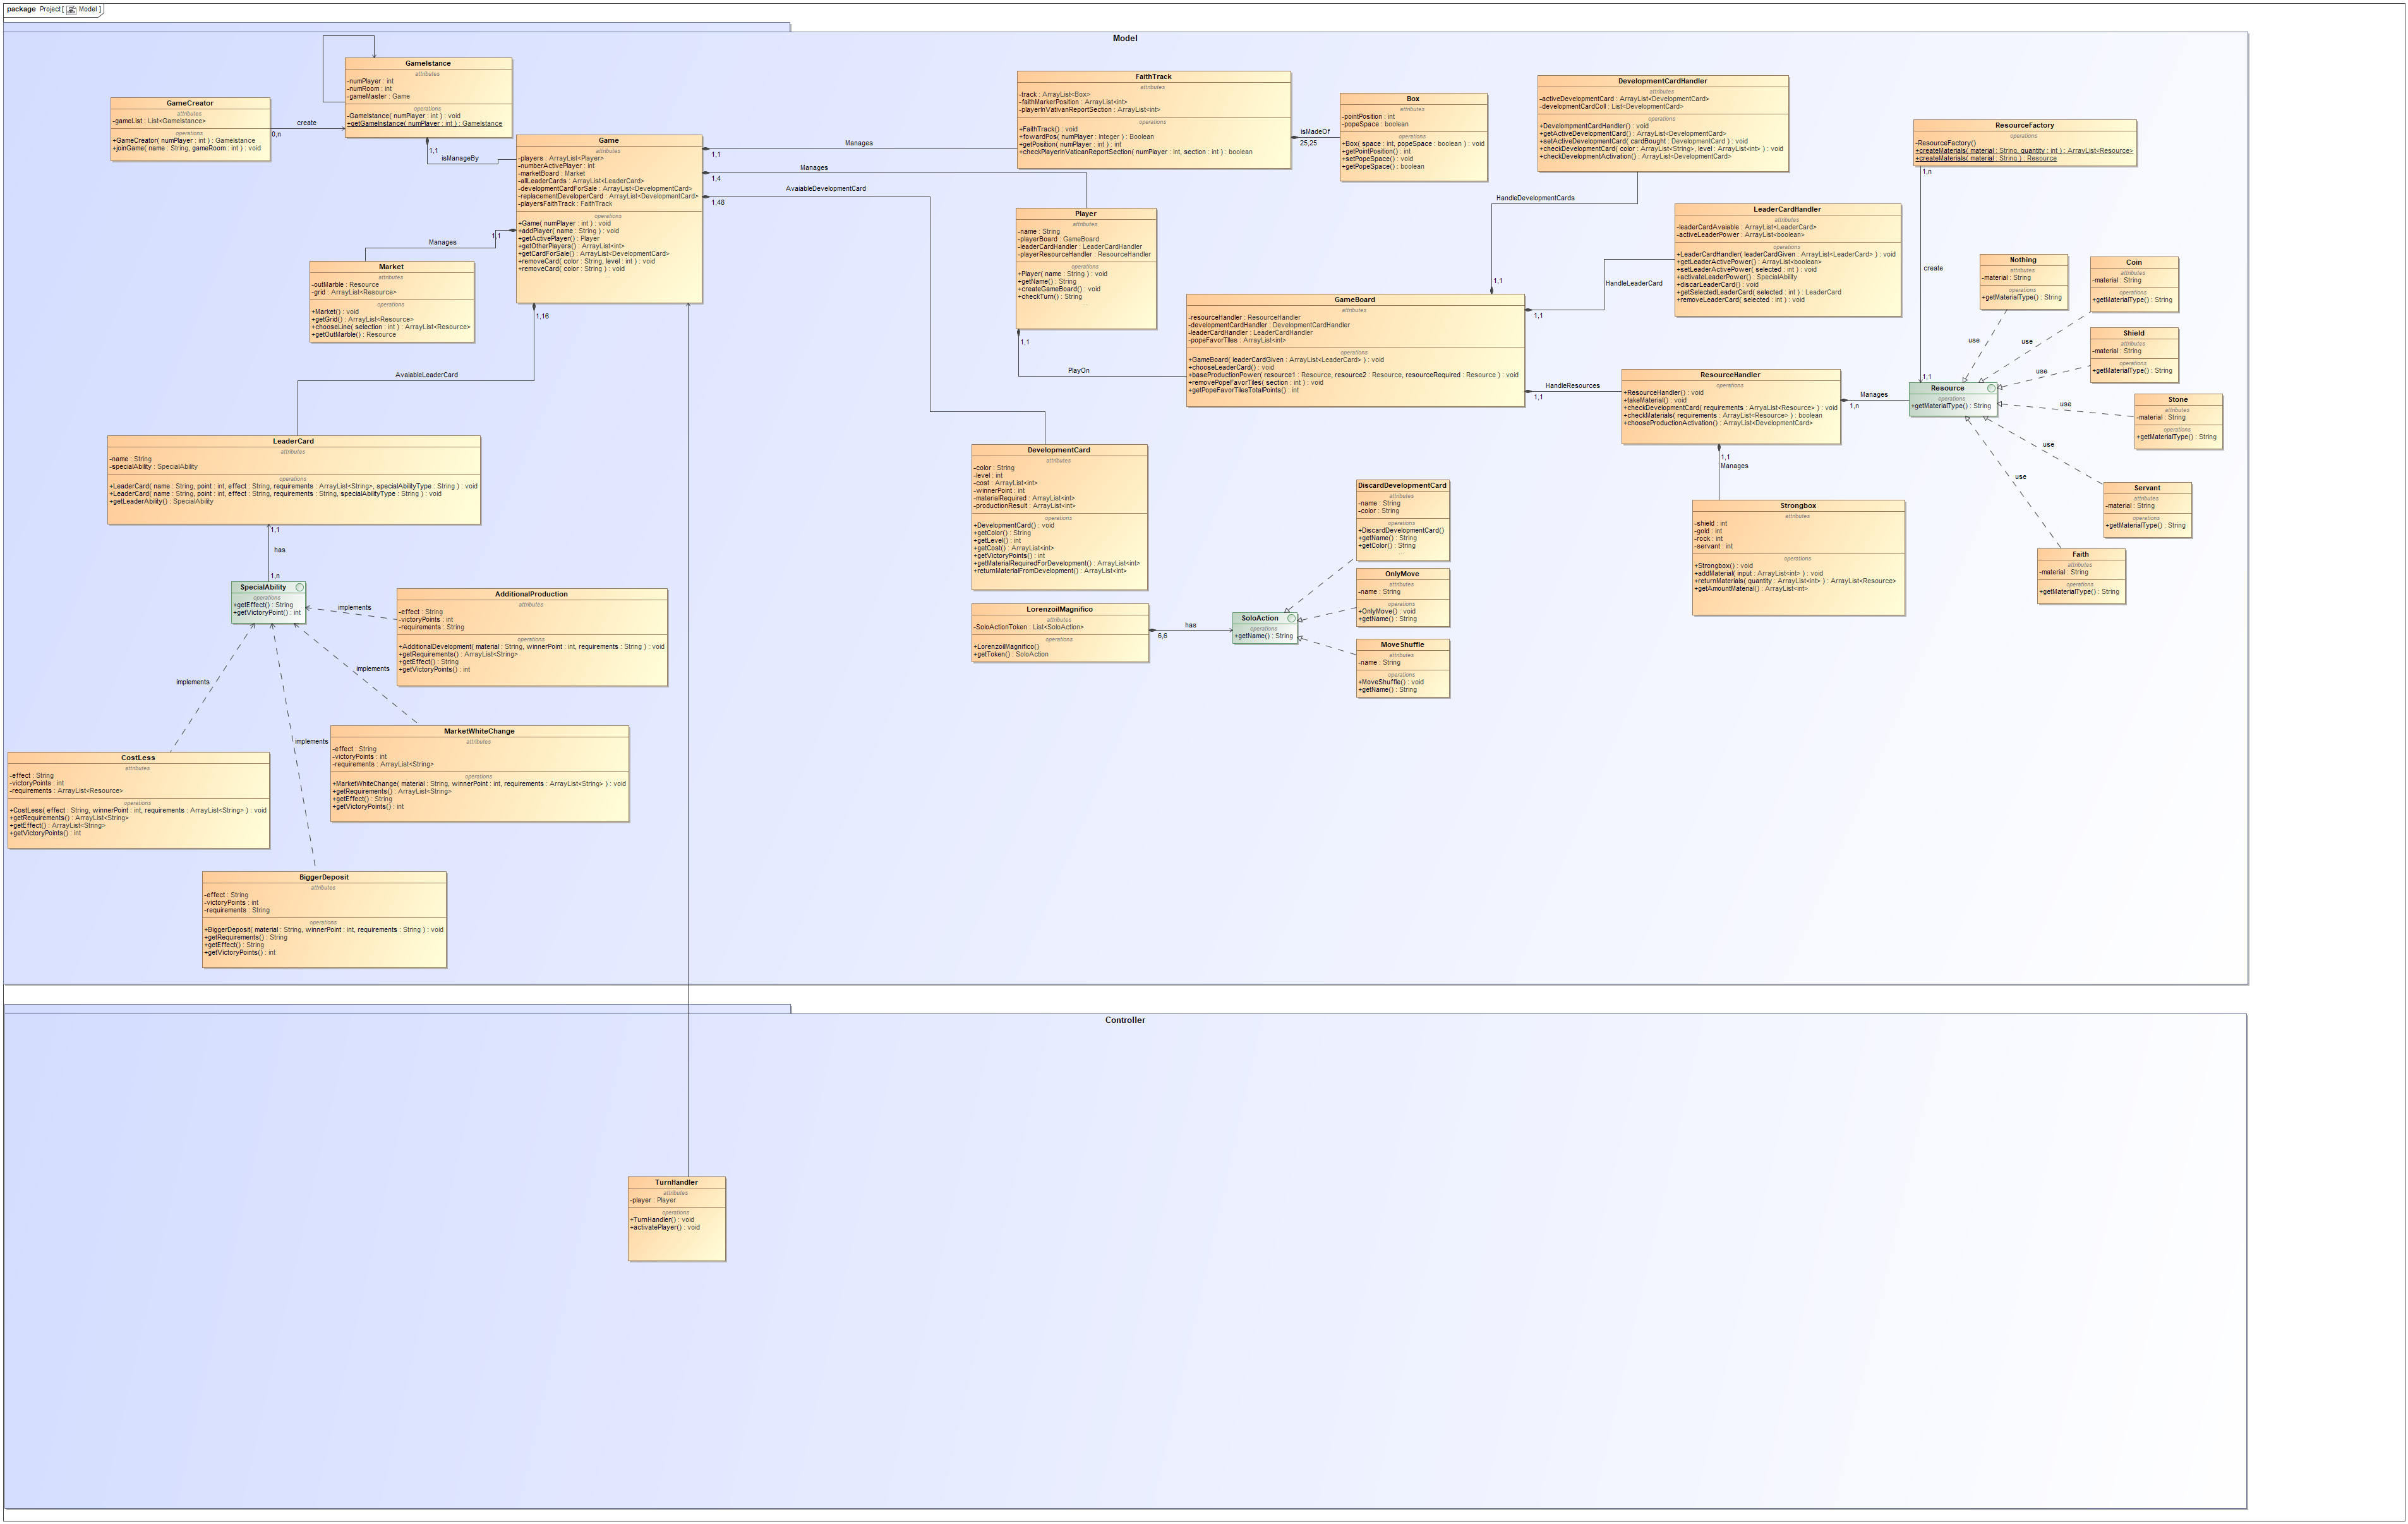 package Project [ Model ]
Model
GameIstance
attributes
-numPlayer : int
-numRoom : int
-gameMaster : Game
operations
-GameIstance( numPlayer : int ) : void
+getGameInstance( numPlayer : int ) : GameIstance
GameCreator
attributes
-gameList : List<GameIstance>
operations
+GameCreator( numPlayer : int ) : GameIstance
+joinGame( name : String, gameRoom : int ) : void
create
0,n
1,1
isManageBy
Game
attributes
-players : ArrayList<Player>
-numberActivePlayer : int
-marketBoard : Market
-allLeaderCards : ArrayList<LeaderCard>
-developmentCardForSale : ArrayList<DevelopmentCard>
-replacementDeveloperCard : ArrayList<DevelopmentCard>
-playersFaithTrack : FaithTrack
operations
+Game( numPlayer : int ) : void
+addPlayer( name : String ) : void
+getActivePlayer() : Player
+getOtherPlayers() : ArrayList<int>
+getCardForSale() : ArrayList<DevelopmentCard>
+removeCard( color : String, level : int ) : void
+removeCard( color : String ) : void
...
Manages
1,1
Manages
1,4
AvaiableDevelopmentCard
1,48
1,1
Manages
1,16
AvaiableLeaderCard
Market
attributes
-outMarble : Resource
-grid : ArrayList<Resource>
operations
+Market() : void
+getGrid() : ArrayList<Resource>
+chooseLine( selection : int ) : ArrayList<Resource>
+getOutMarble() : Resource
FaithTrack
attributes
-track : ArrayList<Box>
-faithMarkerPosition : ArrayList<int>
-playerInVativanReportSection : ArrayList<int>
operations
+FaithTrack() : void
+fowardPos( numPlayer : Integer ) : Boolean
+getPosition( numPlayer : int ) : int
+checkPlayerInVaticanReportSection( numPlayer : int, section : int ) : boolean
isMadeOf
25,25
Box
attributes
-pointPosition : int
-popeSpace : boolean
operations
+Box( space : int, popeSpace : boolean ) : void
+getPointPosition() : int
+setPopeSpace() : void
+getPopeSpace() : boolean
DevelopmentCardHandler
attributes
-activeDevelopmentCard : ArrayList<DevelopmentCard>
-developmentCardColl : List<DevelopmentCard>
operations
+DevelompmentCardHandler() : void
+getActiveDevelopmentCard() : ArrayList<DevelopmentCard>
+setActiveDevelopmentCard( cardBought : DevelopmentCard ) : void
+checkDevelopmentCard( color : ArrayList<String>, level : ArrayList<int> ) : void
+checkDevelopmentActivation() : ArrayList<DevelopmentCard>
HandleDevelopmentCards
1,1
ResourceFactory
operations
-ResourceFactory()
+createMaterials( material : String, quantity : int ) : ArrayList<Resource>
+createMaterials( material : String ) : Resource
1,n
create
1,1
Player
attributes
-name : String
-playerBoard : GameBoard
-leaderCardHandler : LeaderCardHandler
-playerResourceHandler : ResourceHandler
operations
+Player( name : String ) : void
+getName() : String
+createGameBoard() : void
+checkTurn() : String
...
1,1
PlayOn
LeaderCardHandler
attributes
-leaderCardAvaiable : ArrayList<LeaderCard>
-activeLeaderPower : ArrayList<boolean>
operations
+LeaderCardHandler( leaderCardGiven : ArrayList<LeaderCard> ) : void
+getLeaderActivePower() : ArrayList<boolean>
+setLeaderActivePower( selected : int ) : void
+activateLeaderPower() : SpecialAbility
+discarLeaderCard() : void
+getSelectedLeaderCard( selected : int ) : LeaderCard
+removeLeaderCard( selected : int ) : void
HandleLeaderCard
1,1
GameBoard
attributes
-resourceHandler : ResourceHandler
-developmentCardHandler : DevelopmentCardHandler
-leaderCardHandler : LeaderCardHandler
-popeFavorTiles : ArrayList<int>
operations
+GameBoard( leaderCardGiven : ArrayList<LeaderCard> ) : void
+chooseLeaderCard() : void
+baseProductionPower( resource1 : Resource, resource2 : Resource, resourceRequired : Resource ) : void
+removePopeFavorTiles( section : int ) : void
+getPopeFavorTilesTotalPoints() : int
HandleResources
1,1
ResourceHandler
operations
+ResourceHandler() : void
+takeMaterial() : void
+checkDevelopmentCard( requirements : ArryaList<Resource> ) : void
+checkMaterials( requirements : ArrayList<Resource> ) : boolean
+chooseProductionActivation() : ArrayList<DevelopmentCard>
Manages
1,n
1,1
Manages
Resource
operations
+getMaterialType() : String
Nothing
attributes
-material : String
operations
+getMaterialType() : String
use
Coin
attributes
-material : String
operations
+getMaterialType() : String
use
Shield
attributes
-material : String
operations
+getMaterialType() : String
use
Stone
attributes
-material : String
operations
+getMaterialType() : String
use
Servant
attributes
-material : String
operations
+getMaterialType() : String
use
Faith
attributes
-material : String
operations
+getMaterialType() : String
use
Strongbox
attributes
-shield : int
-gold : int
-rock : int
-servant : int
operations
+Strongbox() : void
+addMaterial( input : ArrayList<int> ) : void
+returnMaterials( quantity : ArrayList<int> ) : ArrayList<Resource>
+getAmountMaterial() : ArrayList<int>
LeaderCard
attributes
-name : String
-specialAbility : SpecialAbility
operations
+LeaderCard( name : String, point : int, effect : String, requirements : ArrayList<String>, specialAbilityType : String ) : void
+LeaderCard( name : String, point : int, effect : String, requirements : String, specialAbilityType : String ) : void
+getLeaderAbility() : SpecialAbility
1,1
has
1,n
SpecialAbility
operations
+getEffect() : String
+getVictoryPoint() : int
implements
implements
implements
implements
AdditionalProduction
attributes
-effect : String
-victoryPoints : int
-requirements : String
operations
+AdditionalDevelopment( material : String, winnerPoint : int, requirements : String ) : void
+getRequirements() : ArrayList<String>
+getEffect() : String
+getVictoryPoints() : int
MarketWhiteChange
attributes
-effect : String
-victoryPoints : int
-requirements : ArrayList<String>
operations
+MarketWhiteChange( material : String, winnerPoint : int, requirements : ArrayList<String> ) : void
+getRequirements() : ArrayList<String>
+getEffect() : String
+getVictoryPoints() : int
CostLess
attributes
-effect : String
-victoryPoints : int
-requirements : ArrayList<Resource>
operations
+CostLess( effect : String, winnerPoint : int, requirements : ArrayList<String> ) : void
+getRequirements() : ArrayList<String>
+getEffect() : ArrayList<String>
+getVictoryPoints() : int
BiggerDeposit
attributes
-effect : String
-victoryPoints : int
-requirements : String
operations
+BiggerDeposit( material : String, winnerPoint : int, requirements : String ) : void
+getRequirements() : String
+getEffect() : String
+getVictoryPoints() : int
DevelopmentCard
attributes
-color : String
-level : int
-cost : ArrayList<int>
-winnerPoint : int
-materialRequired : ArrayList<int>
-productionResult : ArrayList<int>
operations
+DevelopmentCard() : void
+getColor() : String
+getLevel() : int
+getCost() : ArrayList<int>
+getVictoryPoints() : int
+getMaterialRequiredForDevelopment() : ArrayList<int>
+returnMaterialFromDevelopment() : ArrayList<int>
LorenzoilMagnifico
attributes
-SoloActionToken : List<SoloAction>
operations
+LorenzoilMagnifico()
+getToken() : SoloAction
has
6,6
SoloAction
operations
+getName() : String
DiscardDevelopmentCard
attributes
-name : String
-color : String
operations
+DiscardDevelopmentCard()
+getName() : String
+getColor() : String
...
OnlyMove
attributes
-name : String
operations
+OnlyMove() : void
+getName() : String
MoveShuffle
attributes
-name : String
operations
+MoveShuffle() : void
+getName() : String
Controller
TurnHandler
attributes
-player : Player
operations
+TurnHandler() : void
+activatePlayer() : void